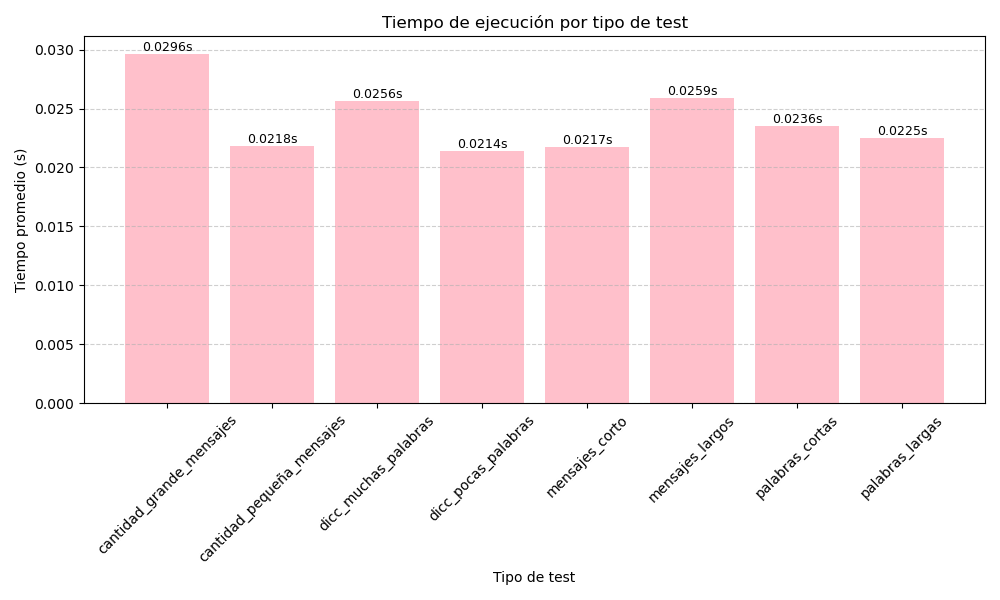 Tiempo de ejecución por tipo de test
Tiempo promedio (s)
0.030
0.025
0.020
0.015
0.010
0.005
0.000
0.0296s
0.0218s
0.0256s
0.0214s
0.0217s
0.0259s
0.0236s
0.0225s
cantidad_grande_mensajes
cantidad_pequeña_mensajes
dicc_muchas_palabras
dicc_pocas_palabras
mensajes_corto
mensajes_largos
palabras_cortas
palabras_largas
Tipo de test